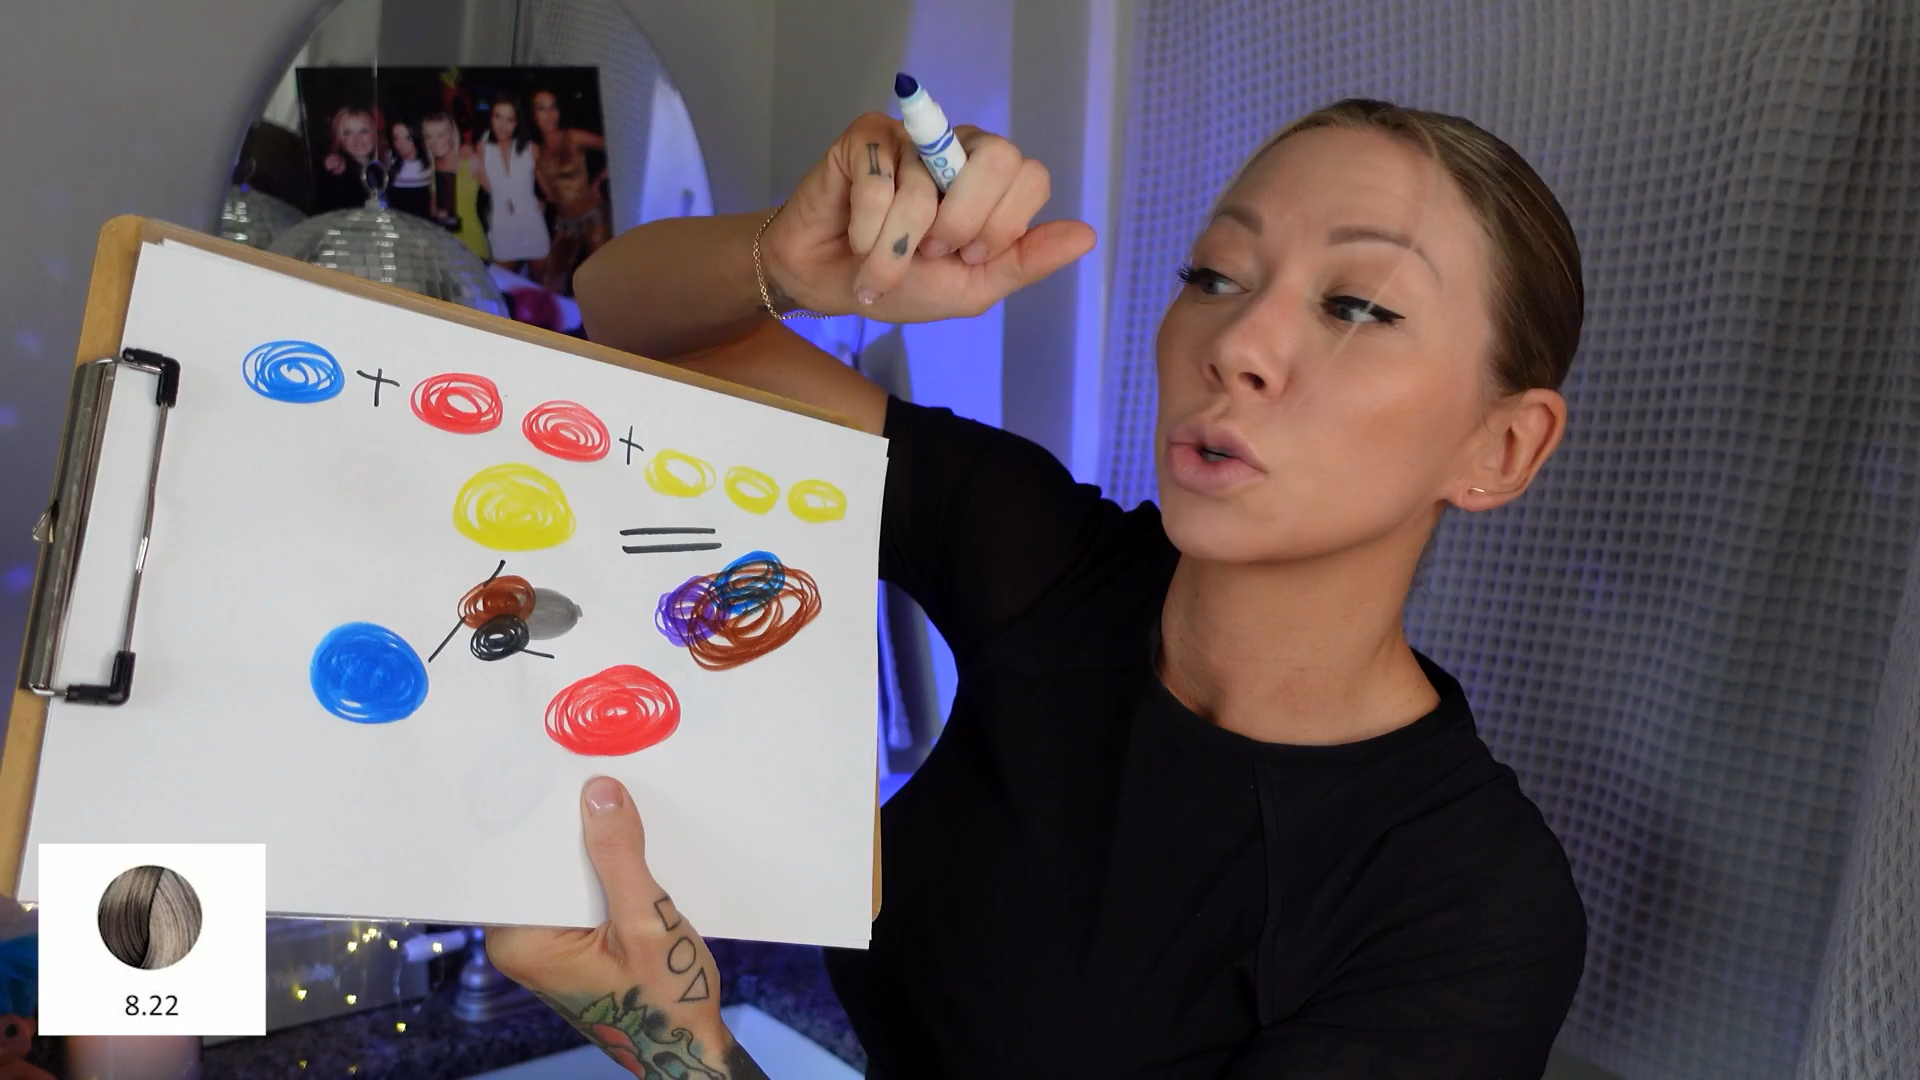 +
+
=
8.22